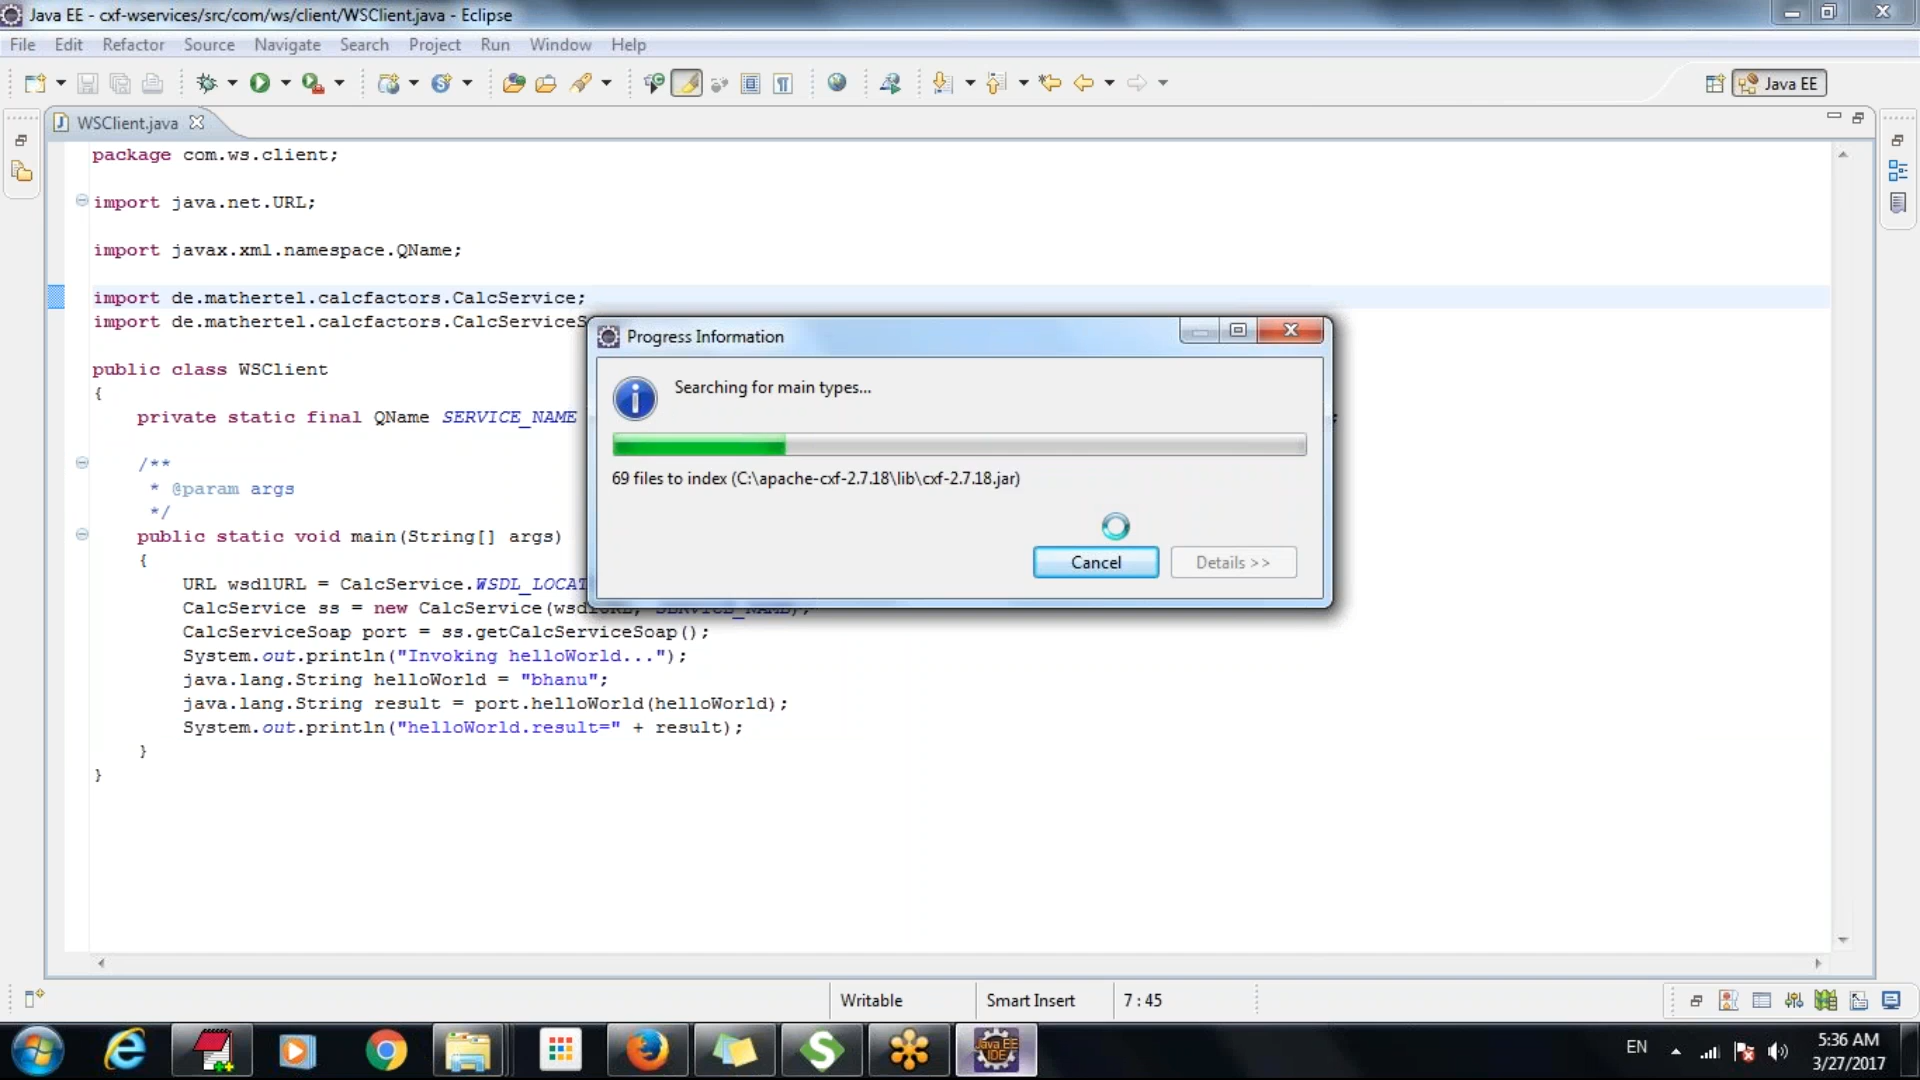 Java EE - cxf-wservices/src/com/ws/client/WSClient.java - Eclipse
File Edit Refactor Source Navigate Search Project Run Window Help
Java EE
WSClient.java
package com.ws.client;
import java.net.URL;
import javax.xml.namespace.QName;
import de.mathertel.calcfactors.CalcService;
import de.mathertel.calcfactors.CalcServiceS
public class WSClient
{
private static final QName SERVICE_NAME
/**
* @param args
*/
public static void main(String[] args)
{
URL wsdlURL = CalcService.WSDL_LOCAT
CalcService ss = new CalcService(wsdlURL, SERVICE_NAME);
CalcServiceSoap port = ss.getCalcServiceSoap();
System.out.println("Invoking helloWorld...");
java.lang.String helloWorld = "bhanu";
java.lang.String result = port.helloWorld(helloWorld);
System.out.println("helloWorld.result=" + result);
}
}
Progress Information
Searching for main types...
69 files to index (C:\apache-cxf-2.7.18\lib\cxf-2.7.18.jar)
Cancel Details >>
Writable Smart Insert 7 : 45
Java EE
IDE
EN
5:36 AM
3/27/2017